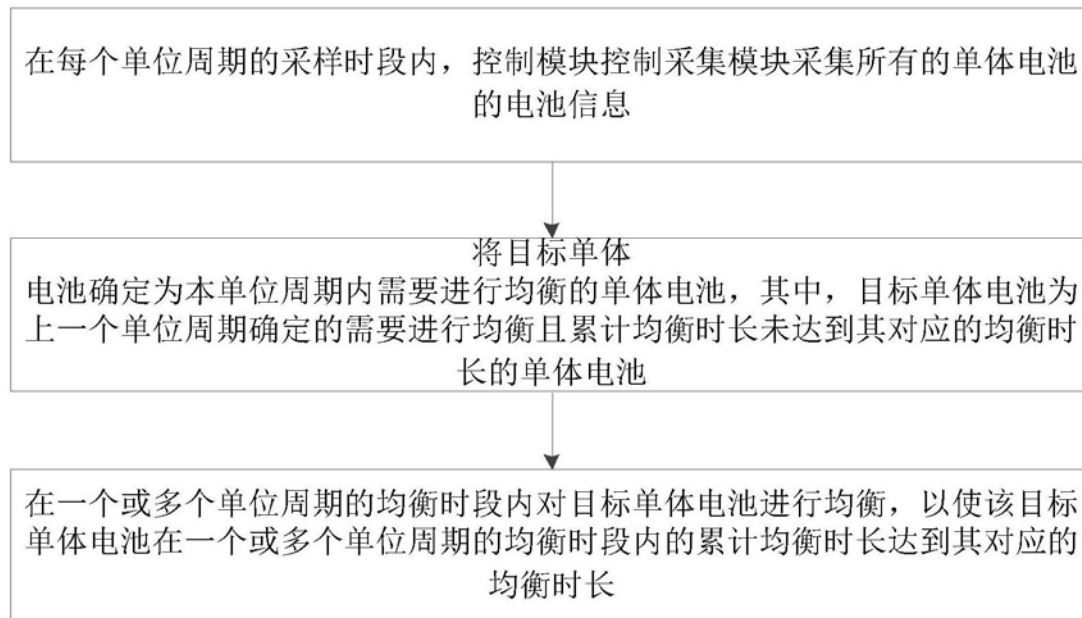 在每个单位周期的采样时段内，控制模块控制采集模块采集所有的单体电池
的电池信息
将目标单体
电池确定为本单位周期内需要进行均衡的单体电池，其中，目标单体电池为
上一个单位周期确定的需要进行均衡且累计均衡时长未达到其对应的均衡时
长的单体电池
在一个或多个单位周期的均衡时段内对目标单体电池进行均衡，以使该目标
单体电池在一个或多个单位周期的均衡时段内的累计均衡时长达到其对应的
均衡时长